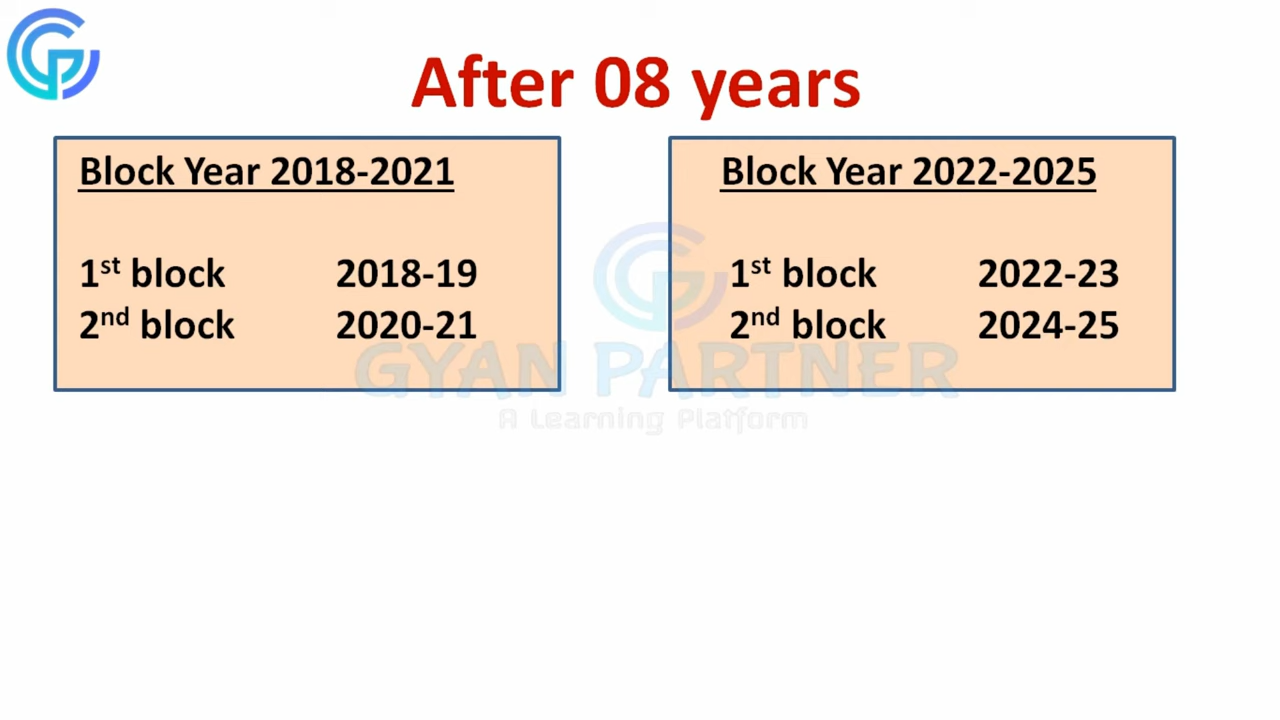 After 08 years
Block Year 2018-2021
1st block 2018-19
2nd block 2020-21
Block Year 2022-2025
1st block 2022-23
2nd block 2024-25
GYAN PARTNER
A Learning Platform